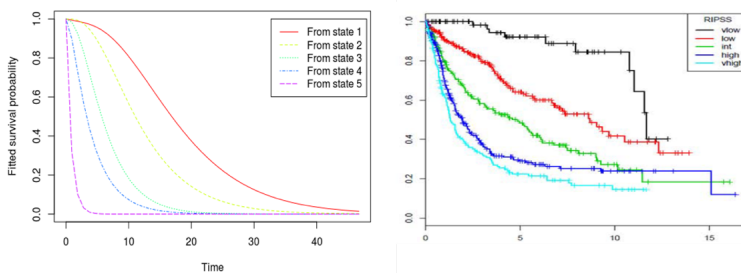 From state 1
From state 2
From state 3
From state 4
From state 5
Fitted survival probability
0.0
0.2
0.4
0.6
0.8
1.0
0
10
20
30
40
Time
RIPSS
vlow
low
int
high
vhigh
0.0
0.2
0.4
0.6
0.8
1.0
0
5
10
15